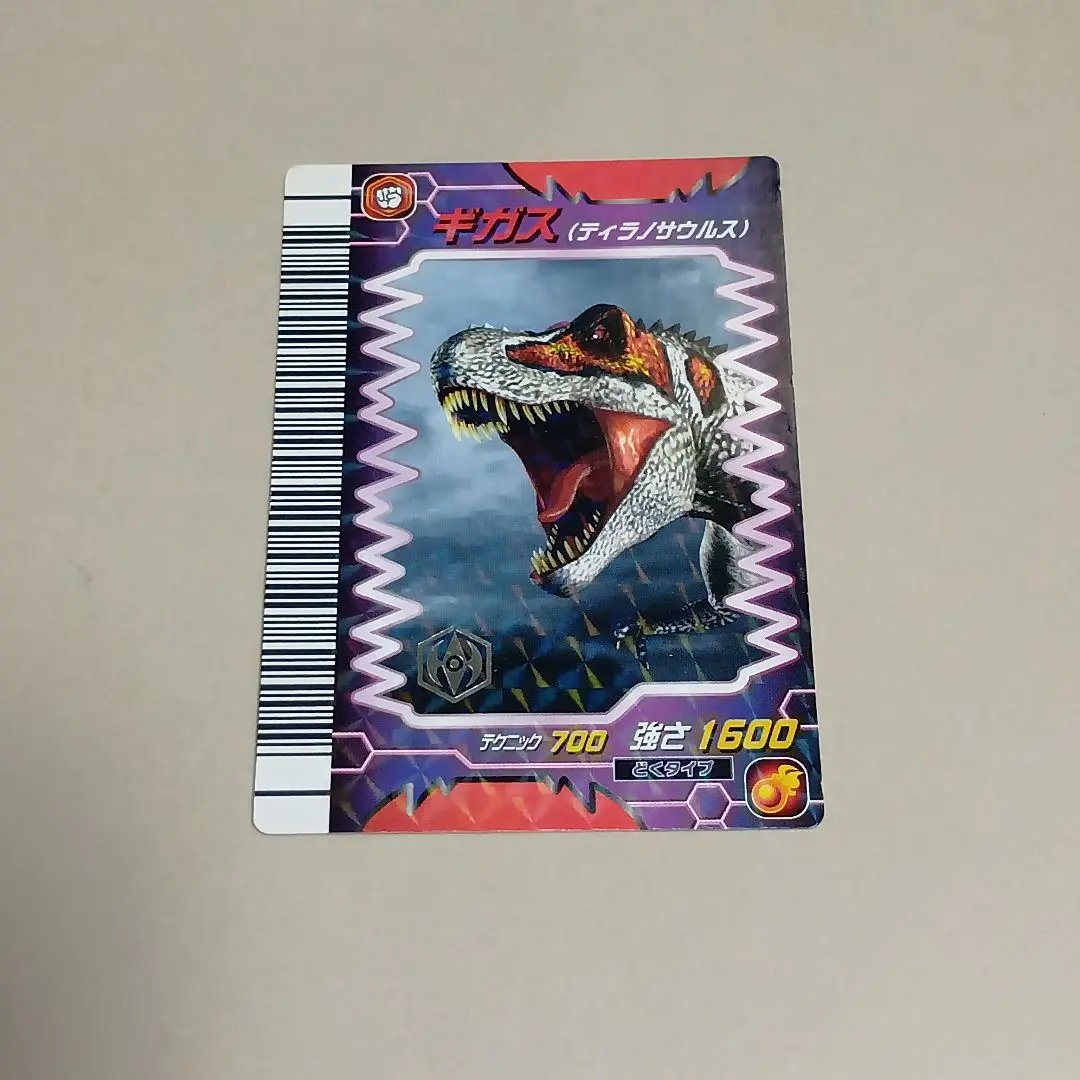 ギガス (ティラノサウルス)
テクニック 700 強さ 1600
どくタイプ